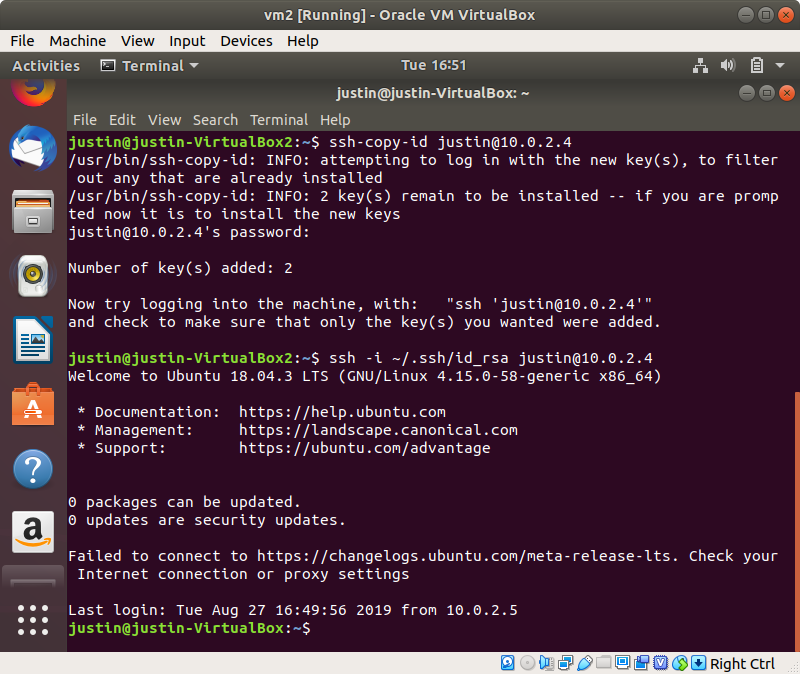 vm2 [Running] - Oracle VM VirtualBox
File Machine View Input Devices Help
Activities Terminal Tue 16:51
justin@justin-VirtualBox: ~
File Edit View Search Terminal Help
justin@justin-VirtualBox2:~$ ssh-copy-id justin@10.0.2.4
/usr/bin/ssh-copy-id: INFO: attempting to log in with the new key(s), to filter
 out any that are already installed
/usr/bin/ssh-copy-id: INFO: 2 key(s) remain to be installed -- if you are promp
ted now it is to install the new keys
justin@10.0.2.4's password:
Number of key(s) added: 2
Now try logging into the machine, with:   "ssh 'justin@10.0.2.4'"
and check to make sure that only the key(s) you wanted were added.
justin@justin-VirtualBox2:~$ ssh -i ~/.ssh/id_rsa justin@10.0.2.4
Welcome to Ubuntu 18.04.3 LTS (GNU/Linux 4.15.0-58-generic x86_64)
 * Documentation:  https://help.ubuntu.com
 * Management:     https://landscape.canonical.com
 * Support:        https://ubuntu.com/advantage
0 packages can be updated.
0 updates are security updates.
Failed to connect to https://changelogs.ubuntu.com/meta-release-lts. Check your
 Internet connection or proxy settings
Last login: Tue Aug 27 16:49:56 2019 from 10.0.2.5
justin@justin-VirtualBox:~$
Right Ctrl